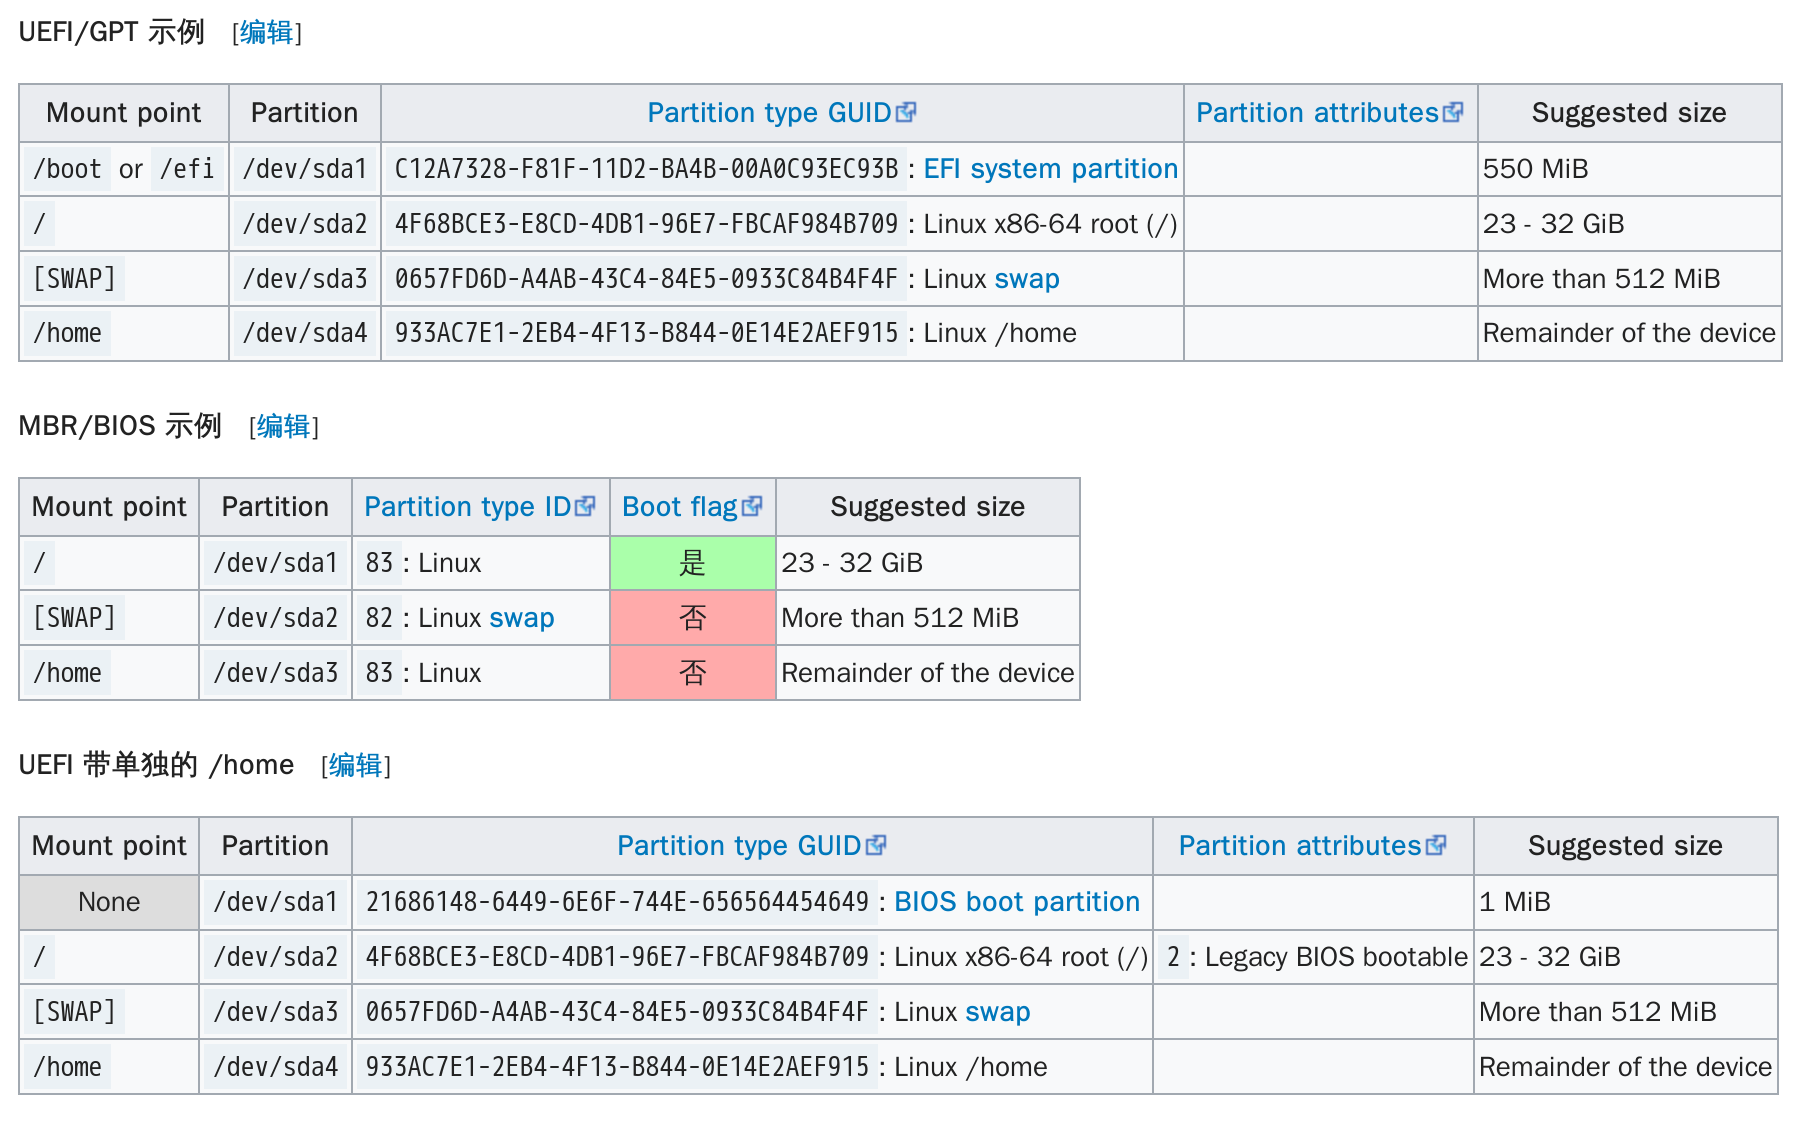 UEFI/GPT 示例 [编辑]
Mount point Partition Partition type GUID Partition attributes Suggested size
/boot or /efi /dev/sda1 C12A7328-F81F-11D2-BA4B-00A0C93EC93B : EFI system partition 550 MiB
/ /dev/sda2 4F68BCE3-E8CD-4DB1-96E7-FBCAF984B709 : Linux x86-64 root (/) 23 - 32 GiB
[SWAP] /dev/sda3 0657FD6D-A4AB-43C4-84E5-0933C84B4F4F : Linux swap More than 512 MiB
/home /dev/sda4 933AC7E1-2EB4-4F13-B844-0E14E2AEF915 : Linux /home Remainder of the device
MBR/BIOS 示例 [编辑]
Mount point Partition Partition type ID Boot flag Suggested size
/ /dev/sda1 83 : Linux 是 23 - 32 GiB
[SWAP] /dev/sda2 82 : Linux swap 否 More than 512 MiB
/home /dev/sda3 83 : Linux 否 Remainder of the device
UEFI 带单独的 /home [编辑]
Mount point Partition Partition type GUID Partition attributes Suggested size
None /dev/sda1 21686148-6449-6E6F-744E-656564454649 : BIOS boot partition 1 MiB
/ /dev/sda2 4F68BCE3-E8CD-4DB1-96E7-FBCAF984B709 : Linux x86-64 root (/) 2 : Legacy BIOS bootable 23 - 32 GiB
[SWAP] /dev/sda3 0657FD6D-A4AB-43C4-84E5-0933C84B4F4F : Linux swap More than 512 MiB
/home /dev/sda4 933AC7E1-2EB4-4F13-B844-0E14E2AEF915 : Linux /home Remainder of the device